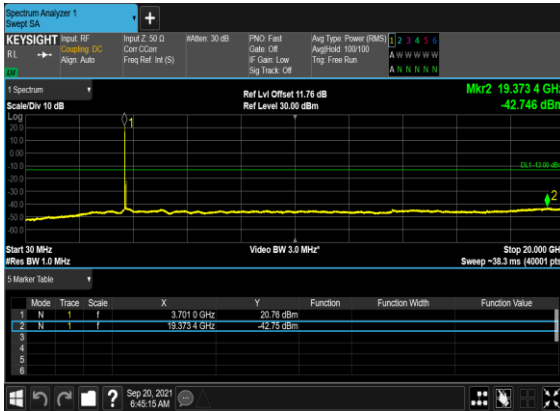 Spectrum Analyzer 1
Swept SA
+
KEYSIGHT Input: RF Input Z: 50 Ω #Atten: 30 dB PNO: Fast Avg Type: Power (RMS) 1 2 3 4 5 6
RL Coupling: DC Corr CCorr Gate: Off Avg|Hold: 100/100 A W W W W W
Align: Auto Freq Ref: Int (S) IF Gain: Low Trig: Free Run
Sig Track: Off A N N N N N
1 Spectrum Ref Lvl Offset 11.76 dB Mkr2 19.373 4 GHz
Scale/Div 10 dB Ref Level 30.00 dBm -42.746 dBm
Log
20.0
10.0
0.00
-10.0
-20.0
-30.0
-40.0
-50.0
-60.0
1
DL1 -13.00 dBm
2
Start 30 MHz Video BW 3.0 MHz* Stop 20.000 GHz
#Res BW 1.0 MHz Sweep ~38.3 ms (40001 pts)
5 Marker Table
Mode Trace Scale X Y Function Function Width Function Value
1 N 1 f 3.701 0 GHz 20.76 dBm
2 N 1 f 19.373 4 GHz -42.75 dBm
3
4
5
6
? Sep 20, 2021
6:45:15 AM